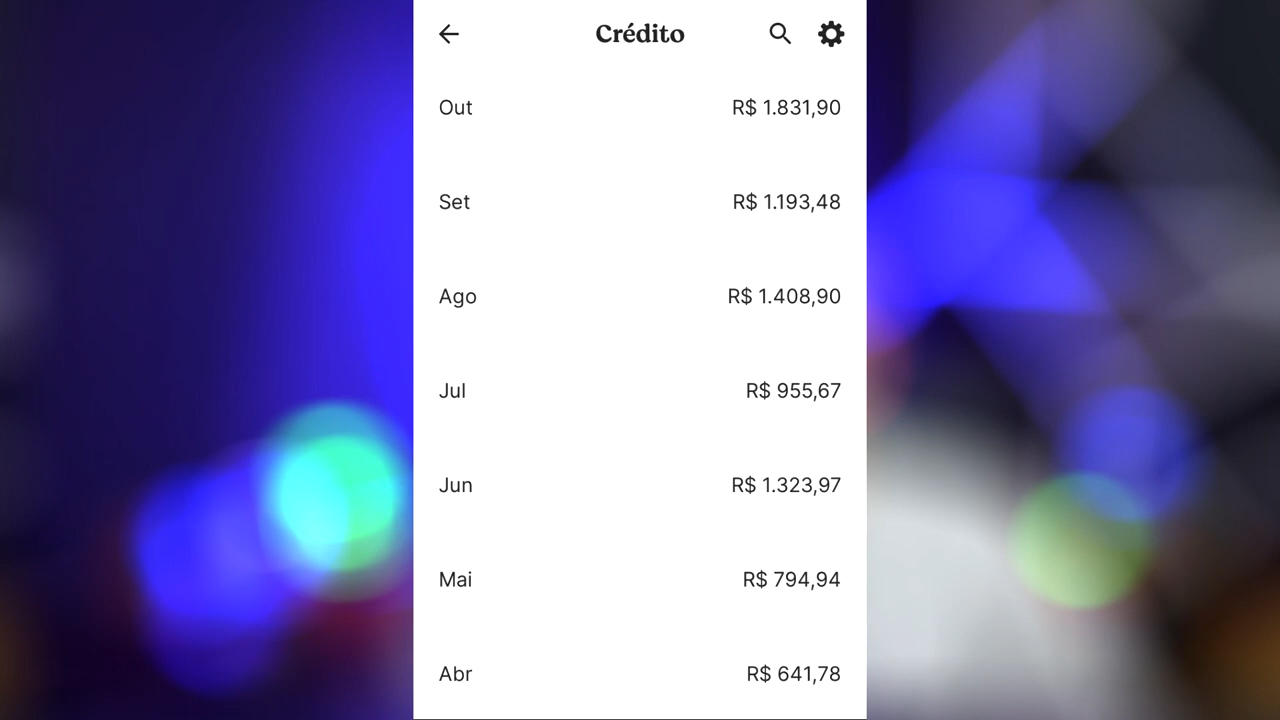 Crédito
Out R$ 1.831,90
Set R$ 1.193,48
Ago R$ 1.408,90
Jul R$ 955,67
Jun R$ 1.323,97
Mai R$ 794,94
Abr R$ 641,78